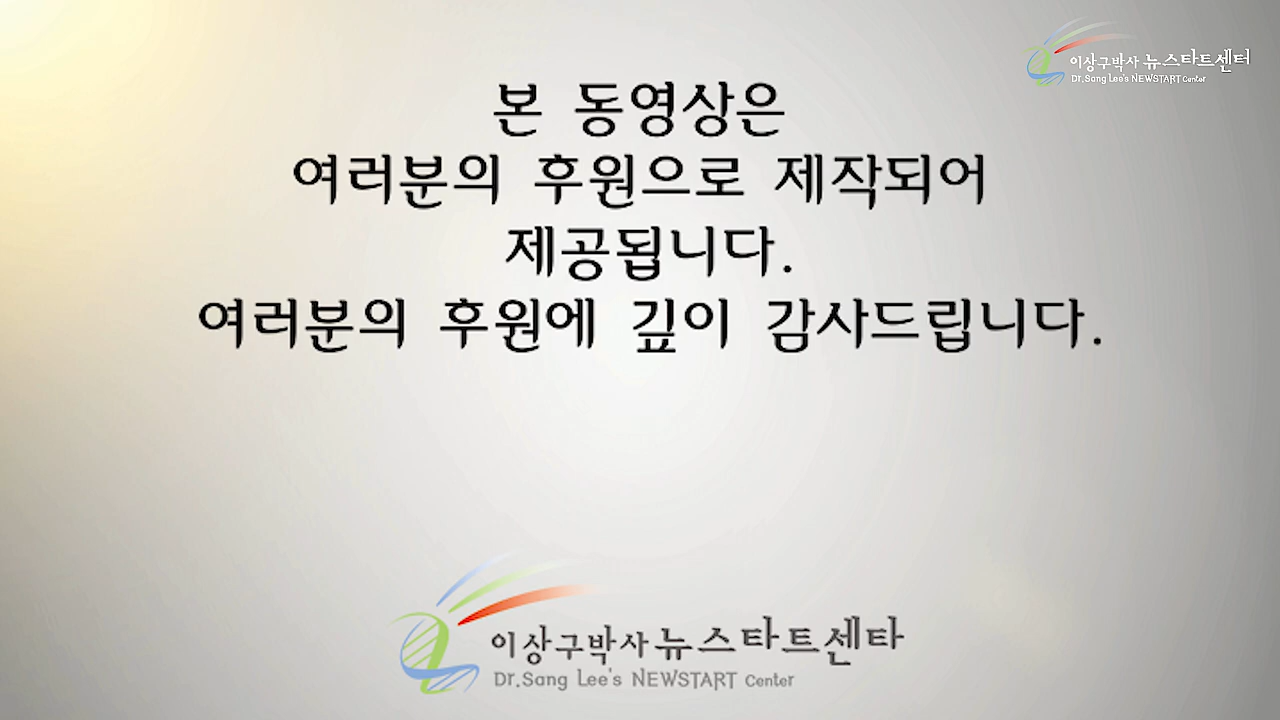 이상구박사 뉴스타트센터
Dr.Sang Lee's NEWSTART Center
본 동영상은
여러분의 후원으로 제작되어
제공됩니다.
여러분의 후원에 깊이 감사드립니다.
이상구박사 뉴스타트센타
Dr.Sang Lee's NEWSTART Center